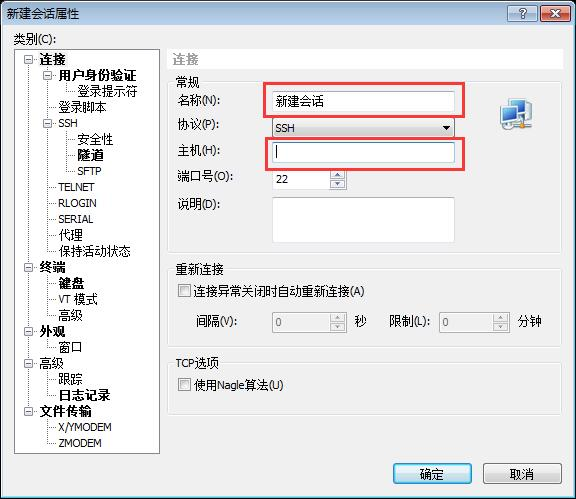 新建会话属性
类别(C):
连接
用户身份验证
登录提示符
登录脚本
SSH
安全性
隧道
SFTP
TELNET
RLOGIN
SERIAL
代理
保持活动状态
终端
键盘
VT 模式
高级
外观
窗口
高级
跟踪
日志记录
文件传输
X/YMODEM
ZMODEM
连接
常规
名称(N): 新建会话
协议(P): SSH
主机(H):
端口号(O): 22
说明(D):
重新连接
连接异常关闭时自动重新连接(A)
间隔(V): 0 秒 限制(L): 0 分钟
TCP选项
使用Nagle算法(U)
确定 取消